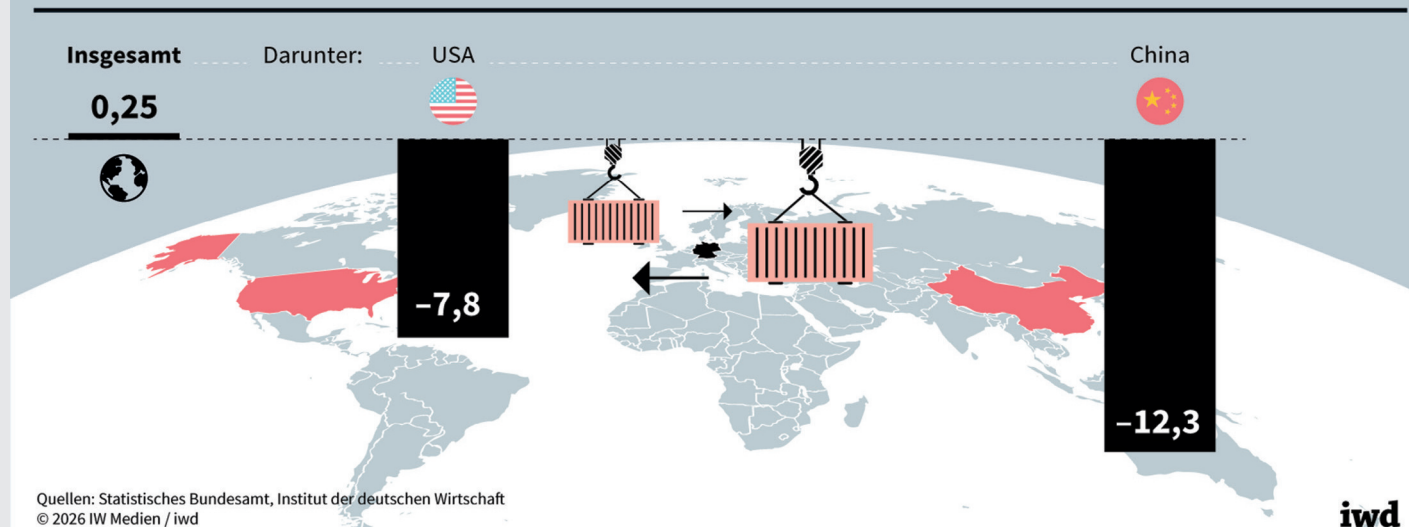 Insgesamt Darunter: USA China
0,25
–7,8
–12,3
Quellen: Statistisches Bundesamt, Institut der deutschen Wirtschaft
© 2026 IW Medien / iwd
iwd